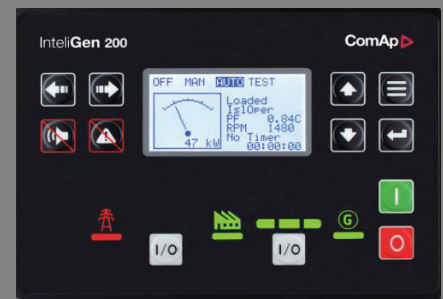 InteliGen 200
ComAp
OFF MAN AUTO TEST
Loaded
IslOper
PF 0.84C
RPM 1480
No Timer
00:00:00
47 kW
I/O
I/O
G
I
O